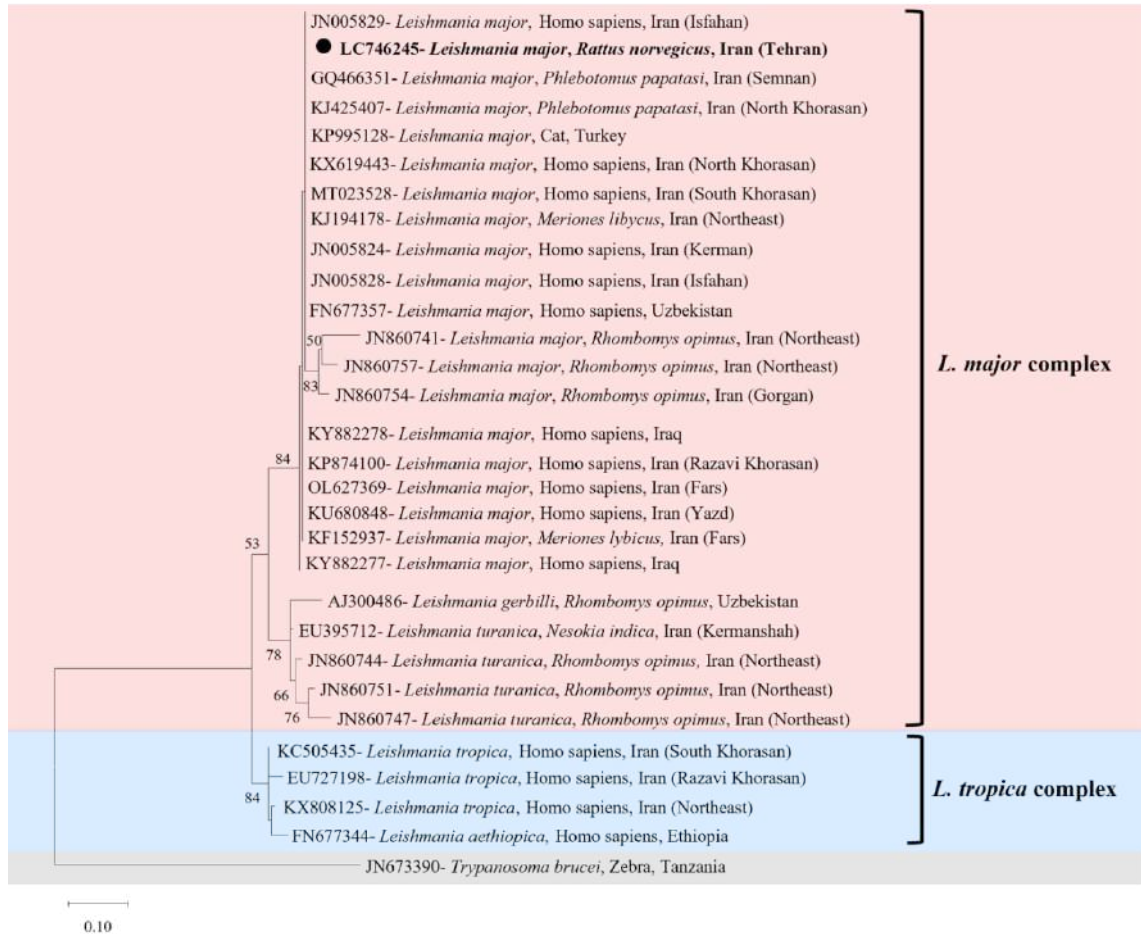 JN005829- Leishmania major, Homo sapiens, Iran (Isfahan)
LC746245- Leishmania major, Rattus norvegicus, Iran (Tehran)
GQ466351- Leishmania major, Phlebotomus papatasi, Iran (Semnan)
KJ425407- Leishmania major, Phlebotomus papatasi, Iran (North Khorasan)
KP995128- Leishmania major, Cat, Turkey
KX619443- Leishmania major, Homo sapiens, Iran (North Khorasan)
MT023528- Leishmania major, Homo sapiens, Iran (South Khorasan)
KJ194178- Leishmania major, Meriones libycus, Iran (Northeast)
JN005824- Leishmania major, Homo sapiens, Iran (Kerman)
JN005828- Leishmania major, Homo sapiens, Iran (Isfahan)
FN677357- Leishmania major, Homo sapiens, Uzbekistan
50
JN860741- Leishmania major, Rhombomys opimus, Iran (Northeast)
JN860757- Leishmania major, Rhombomys opimus, Iran (Northeast)
L. major complex
83
JN860754- Leishmania major, Rhombomys opimus, Iran (Gorgan)
KY882278- Leishmania major, Homo sapiens, Iraq
84
KP874100- Leishmania major, Homo sapiens, Iran (Razavi Khorasan)
OL627369- Leishmania major, Homo sapiens, Iran (Fars)
KU680848- Leishmania major, Homo sapiens, Iran (Yazd)
53
KF152937- Leishmania major, Meriones lybicus, Iran (Fars)
KY882277- Leishmania major, Homo sapiens, Iraq
AJ300486- Leishmania gerbilli, Rhombomys opimus, Uzbekistan
EU395712- Leishmania turanica, Nesokia indica, Iran (Kermanshah)
78
JN860744- Leishmania turanica, Rhombomys opimus, Iran (Northeast)
66
JN860751- Leishmania turanica, Rhombomys opimus, Iran (Northeast)
76
JN860747- Leishmania turanica, Rhombomys opimus, Iran (Northeast)
KC505435- Leishmania tropica, Homo sapiens, Iran (South Khorasan)
EU727198- Leishmania tropica, Homo sapiens, Iran (Razavi Khorasan)
L. tropica complex
84
KX808125- Leishmania tropica, Homo sapiens, Iran (Northeast)
FN677344- Leishmania aethiopica, Homo sapiens, Ethiopia
JN673390- Trypanosoma brucei, Zebra, Tanzania
0.10